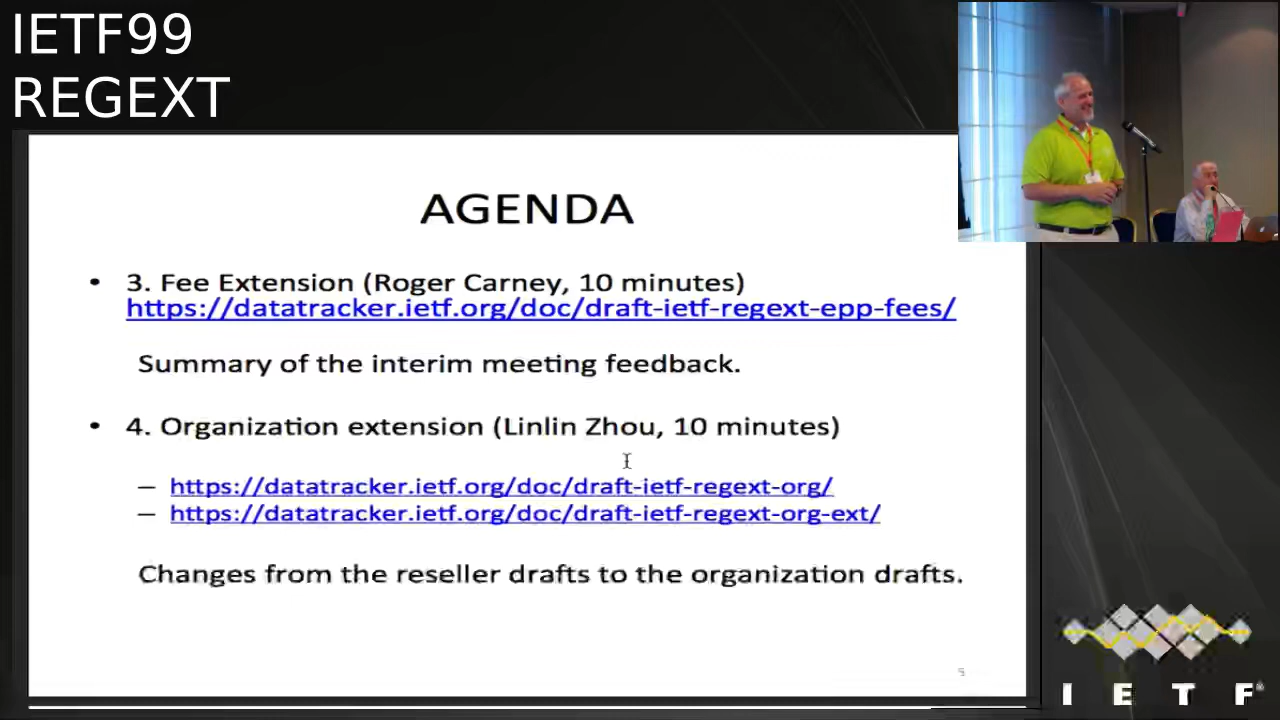 IETF99
REGEXT
AGENDA
• 3. Fee Extension (Roger Carney, 10 minutes)
https://datatracker.ietf.org/doc/draft-ietf-regext-epp-fees/
Summary of the interim meeting feedback.
• 4. Organization extension (Linlin Zhou, 10 minutes)
– https://datatracker.ietf.org/doc/draft-ietf-regext-org/
– https://datatracker.ietf.org/doc/draft-ietf-regext-org-ext/
Changes from the reseller drafts to the organization drafts.
5
I E T F®